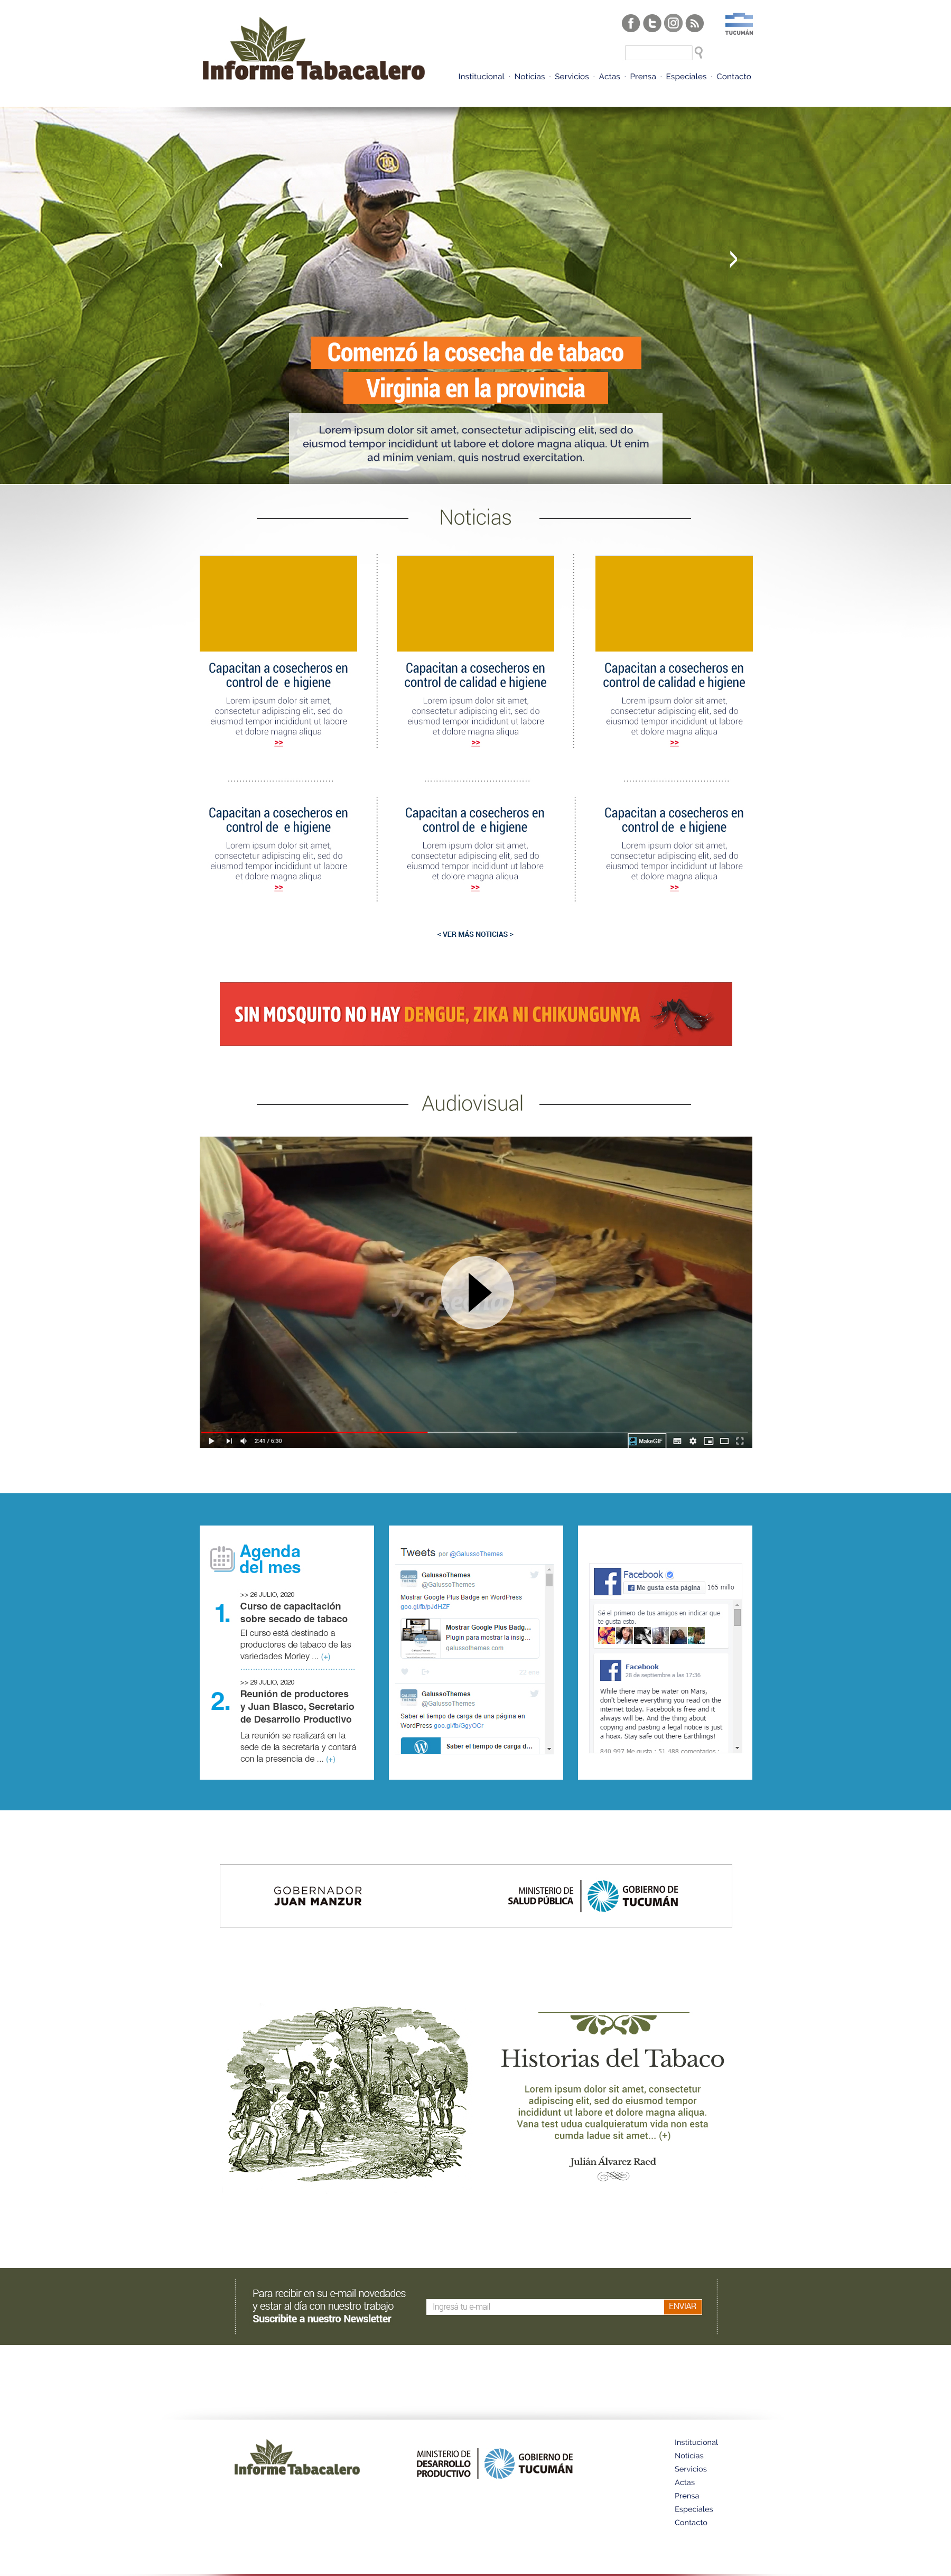 Informe Tabacalero
TUCUMÁN
Institucional · Noticias · Servicios · Actas · Prensa · Especiales · Contacto
Comenzó la cosecha de tabaco
Virginia en la provincia
Lorem ipsum dolor sit amet, consectetur adipiscing elit, sed do
eiusmod tempor incididunt ut labore et dolore magna aliqua. Ut enim
ad minim veniam, quis nostrud exercitation.
Noticias
Capacitan a cosecheros en
control de e higiene
Lorem ipsum dolor sit amet,
consectetur adipiscing elit, sed do
eiusmod tempor incididunt ut labore
et dolore magna aliqua
>>
Capacitan a cosecheros en
control de calidad e higiene
Lorem ipsum dolor sit amet,
consectetur adipiscing elit, sed do
eiusmod tempor incididunt ut labore
et dolore magna aliqua
>>
Capacitan a cosecheros en
control de calidad e higiene
Lorem ipsum dolor sit amet,
consectetur adipiscing elit, sed do
eiusmod tempor incididunt ut labore
et dolore magna aliqua
>>
Capacitan a cosecheros en
control de e higiene
Lorem ipsum dolor sit amet,
consectetur adipiscing elit, sed do
eiusmod tempor incididunt ut labore
et dolore magna aliqua
>>
Capacitan a cosecheros en
control de e higiene
Lorem ipsum dolor sit amet,
consectetur adipiscing elit, sed do
eiusmod tempor incididunt ut labore
et dolore magna aliqua
>>
Capacitan a cosecheros en
control de e higiene
Lorem ipsum dolor sit amet,
consectetur adipiscing elit, sed do
eiusmod tempor incididunt ut labore
et dolore magna aliqua
>>
< VER MÁS NOTICIAS >
SIN MOSQUITO NO HAY DENGUE, ZIKA NI CHIKUNGUNYA
Audiovisual
2:41 / 6:30
MakeGIF
Agenda
del mes
>> 26 JULIO, 2020
1. Curso de capacitación
sobre secado de tabaco
El curso está destinado a
productores de tabaco de las
variedades Morley ... (+)
>> 29 JULIO, 2020
2. Reunión de productores
y Juan Blasco, Secretario
de Desarrollo Productivo
La reunión se realizará en la
sede de la secretaria y contará
con la presencia de ... (+)
Tweets por @GalussoThemes
GalussoThemes
@GalussoThemes
Mostrar Google Plus Badge en WordPress
goo.gl/fb/pJdHZF
Mostrar Google Plus Badg...
Plugin para mostrar la insig...
galussothemes.com
GalussoThemes
@GalussoThemes
Saber el tiempo de carga de una página en
WordPress goo.gl/fb/GgyOCr
Saber el tiempo de carga d...
Facebook
Me gusta esta página 165 millo
Sé el primero de tus amigos en indicar que
te gusta esto.
Facebook
28 de septiembre a las 17:36
While there may be water on Mars,
don't believe everything you read on the
internet today. Facebook is free and it
always will be. And the thing about
copying and pasting a legal notice is just
a hoax. Stay safe out there Earthlings!
840.997 Me gusta · 51.488 comentarios ·
GOBERNADOR
JUAN MANZUR
MINISTERIO DE
SALUD PÚBLICA
GOBIERNO DE
TUCUMÁN
Historias del Tabaco
Lorem ipsum dolor sit amet, consectetur
adipiscing elit, sed do eiusmod tempor
incididunt ut labore et dolore magna aliqua.
Vana test udua cualquieratum vida non esta
cumda ladue sit amet... (+)
Julián Álvarez Raed
Para recibir en su e-mail novedades
y estar al día con nuestro trabajo
Suscribite a nuestro Newsletter
Ingresá tu e-mail
ENVIAR
Informe Tabacalero
MINISTERIO DE
DESARROLLO
PRODUCTIVO
GOBIERNO DE
TUCUMÁN
Institucional
Noticias
Servicios
Actas
Prensa
Especiales
Contacto